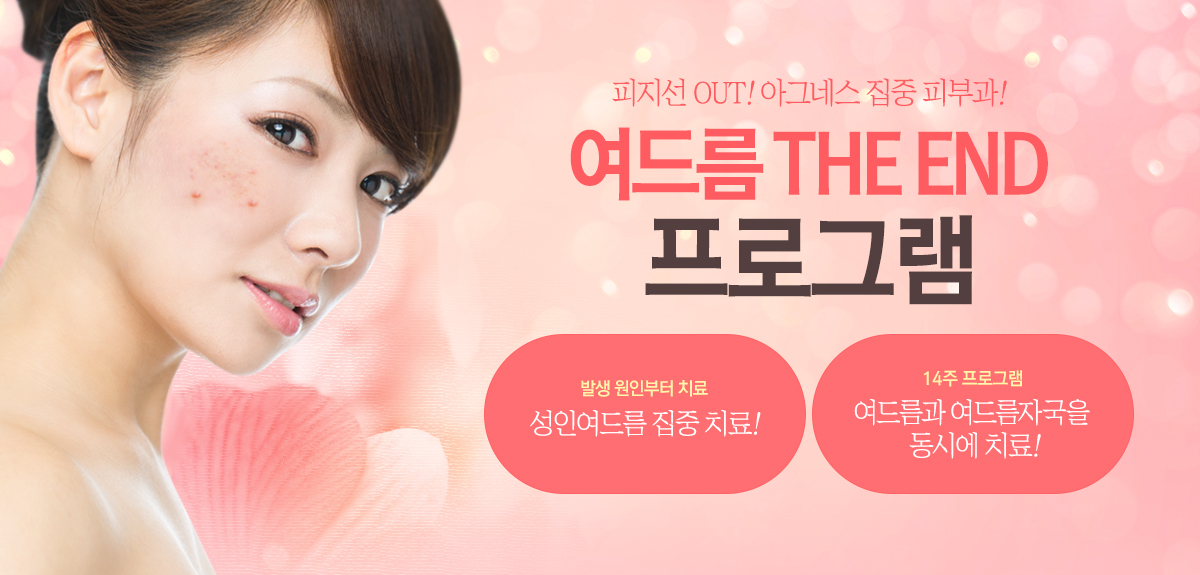 피지선 OUT! 아그네스 집중 피부과!
여드름 THE END
프로그램
발생 원인부터 치료
성인여드름 집중 치료!
14주 프로그램
여드름과 여드름자국을
동시에 치료!